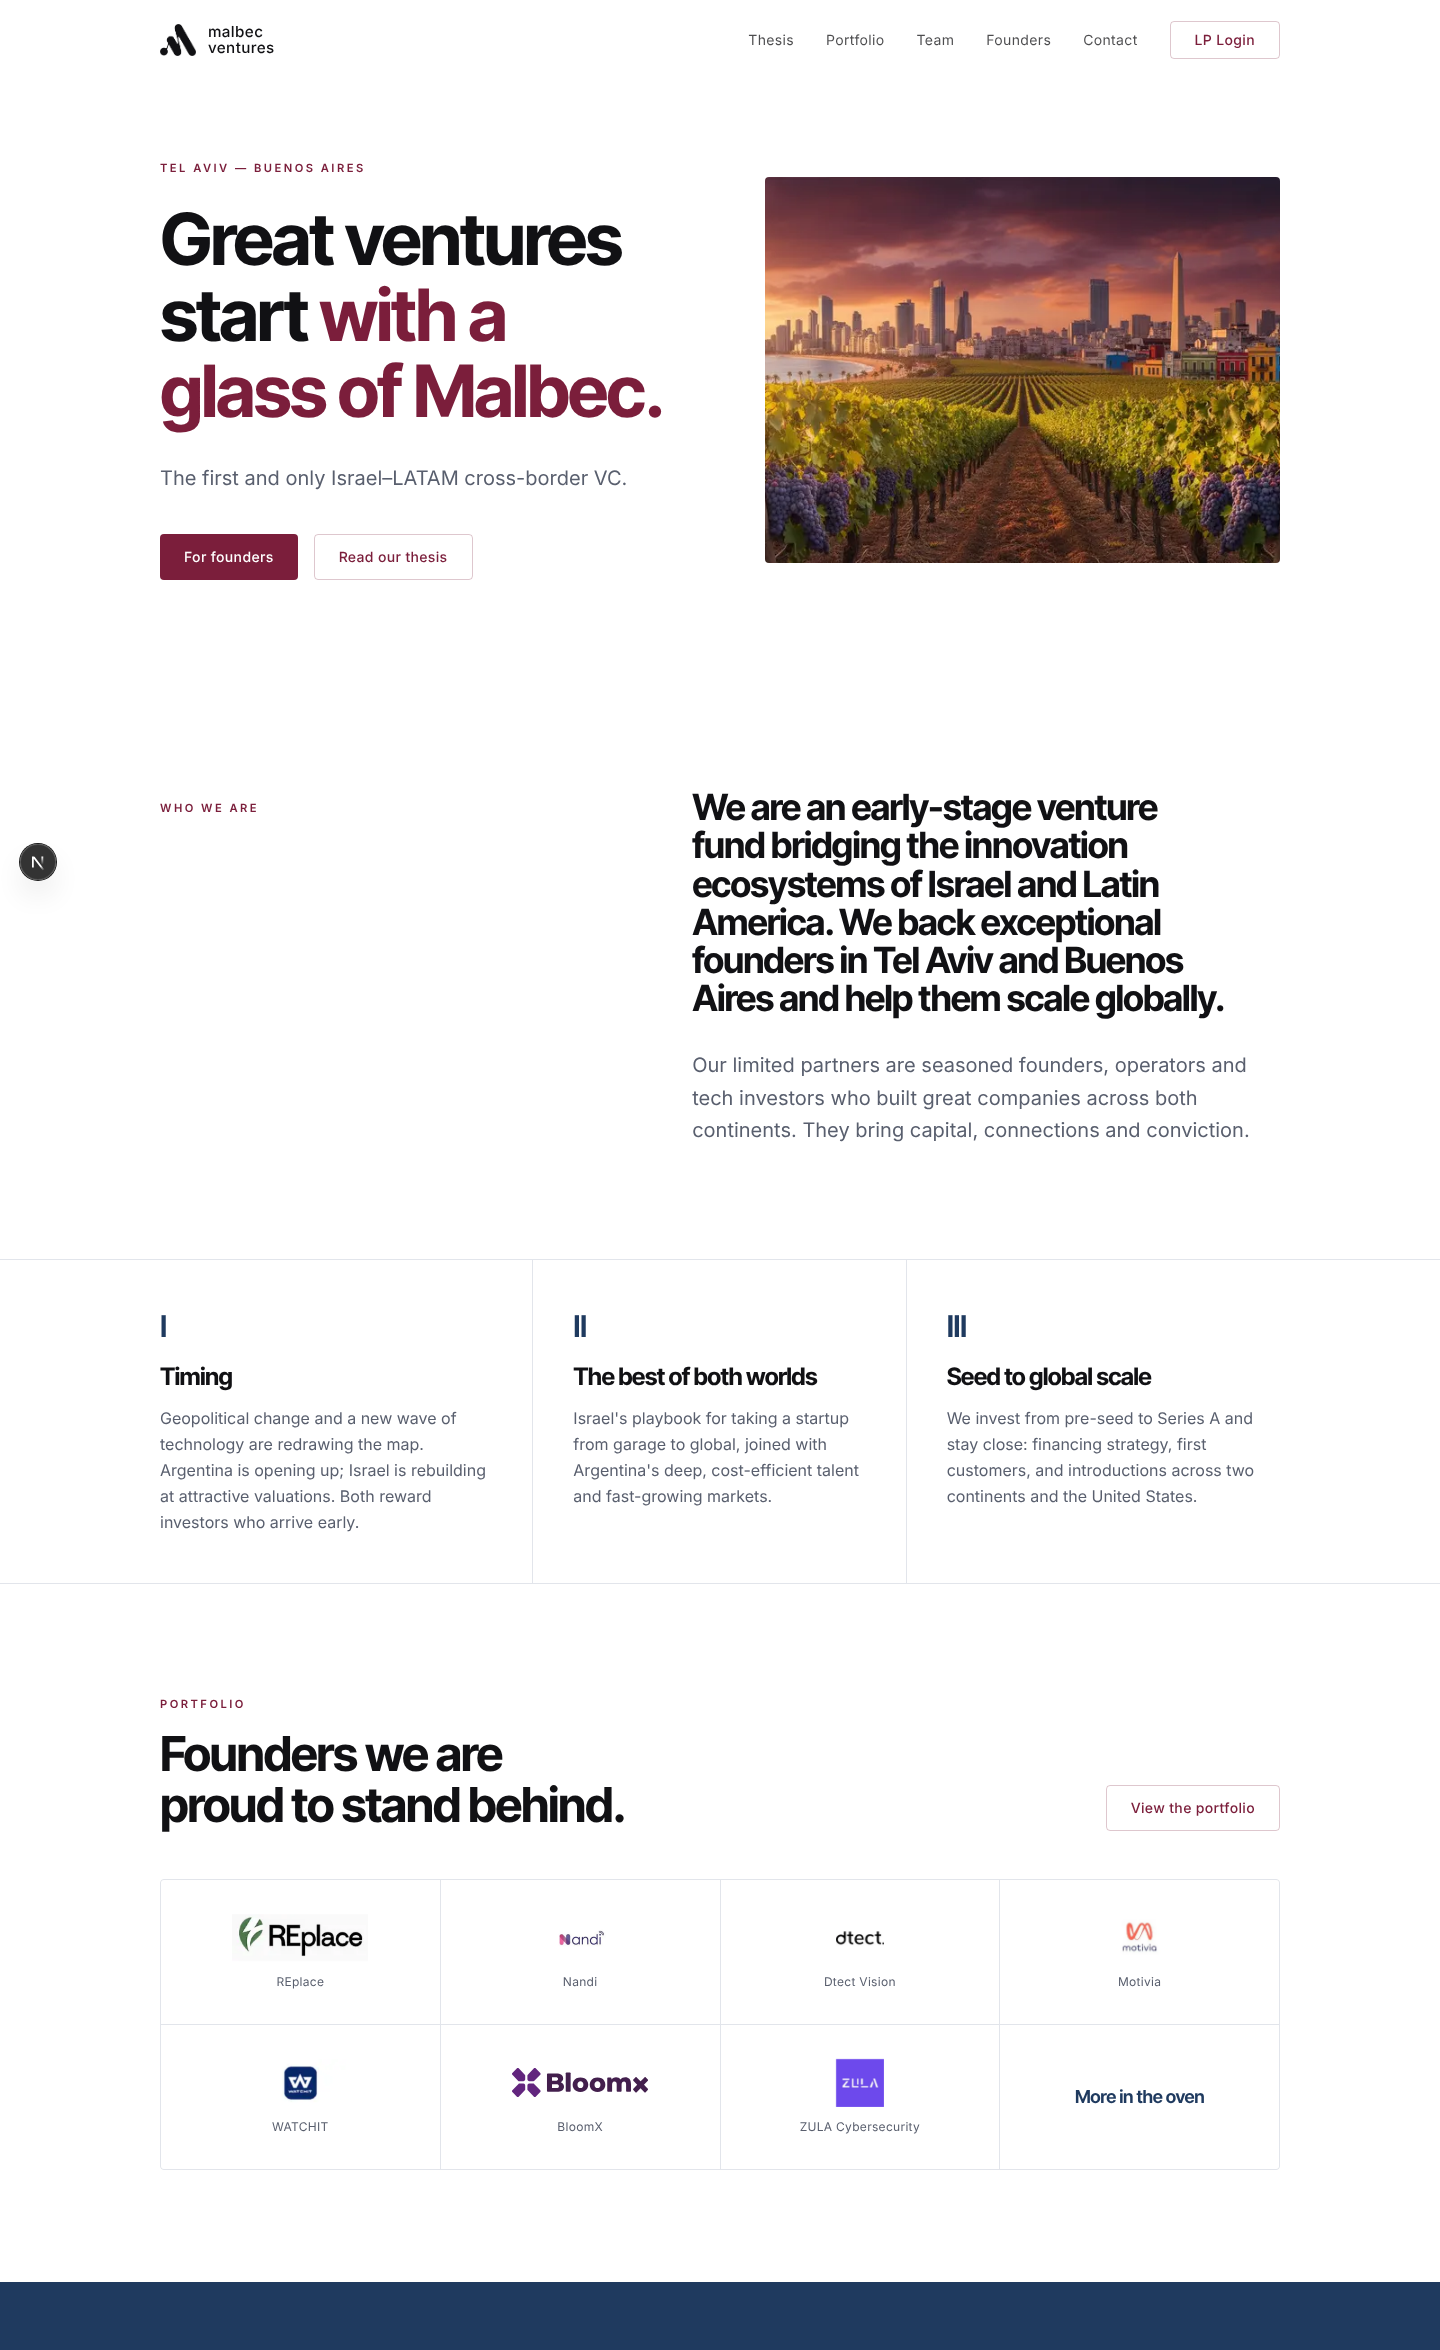 malbec
ventures
Thesis
Portfolio
Team
Founders
Contact
LP Login
TEL AVIV — BUENOS AIRES
Great ventures
start with a
glass of Malbec.
The first and only Israel–LATAM cross-border VC.
For founders
Read our thesis
WHO WE ARE
We are an early-stage venture
fund bridging the innovation
ecosystems of Israel and Latin
America. We back exceptional
founders in Tel Aviv and Buenos
Aires and help them scale globally.
Our limited partners are seasoned founders, operators and
tech investors who built great companies across both
continents. They bring capital, connections and conviction.
N
I
Timing
Geopolitical change and a new wave of
technology are redrawing the map.
Argentina is opening up; Israel is rebuilding
at attractive valuations. Both reward
investors who arrive early.
II
The best of both worlds
Israel's playbook for taking a startup
from garage to global, joined with
Argentina's deep, cost-efficient talent
and fast-growing markets.
III
Seed to global scale
We invest from pre-seed to Series A and
stay close: financing strategy, first
customers, and introductions across two
continents and the United States.
PORTFOLIO
Founders we are
proud to stand behind.
View the portfolio
REplace
REplace
Nandi
Nandi
dtect.
Dtect Vision
motivia
Motivia
WATCHIT
WATCHIT
Bloomx
BloomX
ZULA
ZULA Cybersecurity
More in the oven